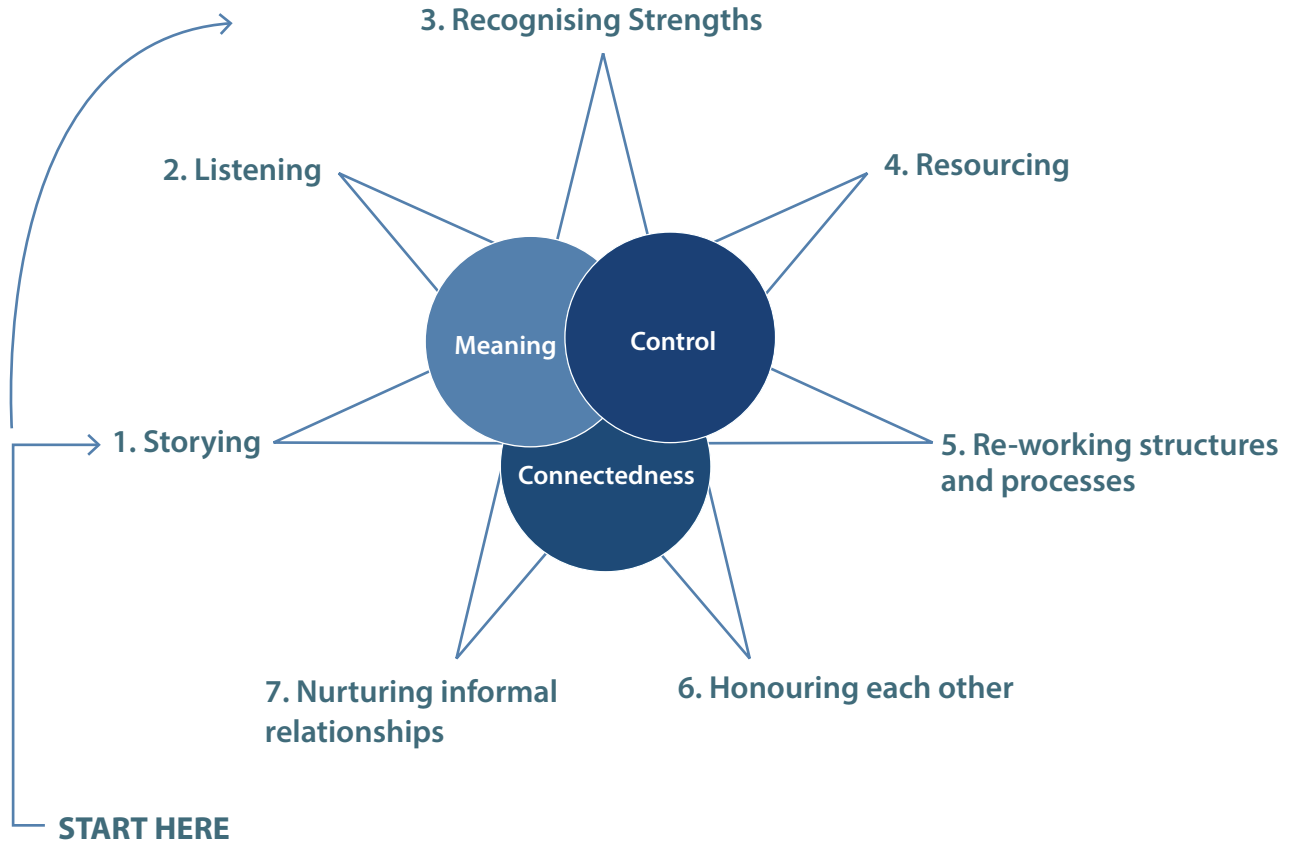 3. Recognising Strengths
2. Listening
4. Resourcing
Meaning
Control
1. Storying
5. Re-working structures
and processes
Connectedness
7. Nurturing informal
relationships
6. Honouring each other
START HERE